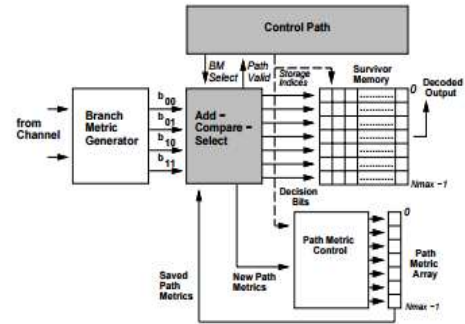 Control Path
BM
Select
Path
Valid
Storage
Indices
Survivor
Memory
Decoded
Output
0
from
Channel
Branch
Metric
Generator
b00
b01
b10
b11
Add -
Compare -
Select
Nmax -1
Decision
Bits
0
Path Metric
Control
Path
Metric
Array
Saved
Path
Metrics
New Path
Metrics
Nmax -1